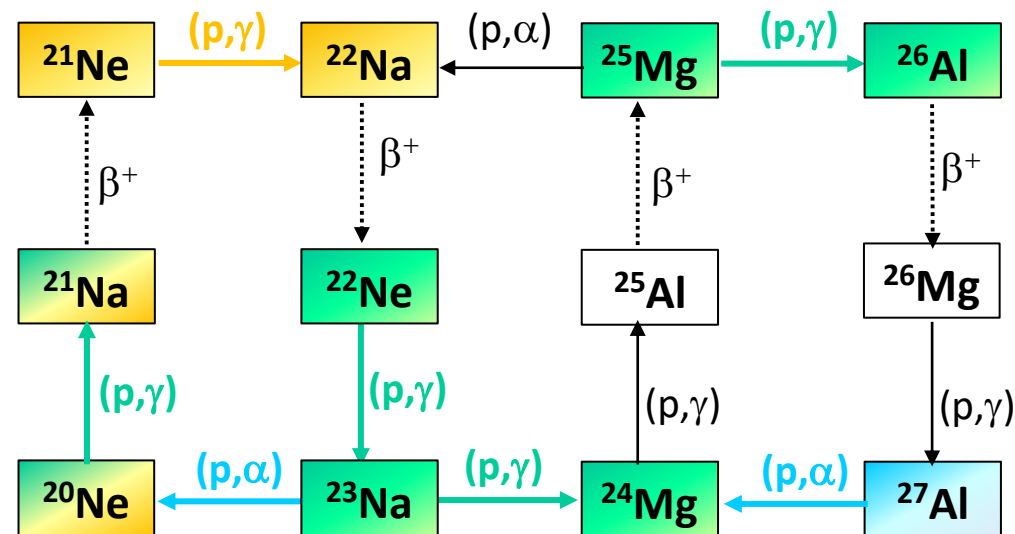 (p,γ) (p,α) (p,γ)
²¹Ne ²²Na ²⁵Mg ²⁶Al
β⁺ β⁺ β⁺ β⁺
²¹Na ²²Ne ²⁵Al ²⁶Mg
(p,γ) (p,γ) (p,γ) (p,γ)
(p,α) (p,γ) (p,α)
²⁰Ne ²³Na ²⁴Mg ²⁷Al